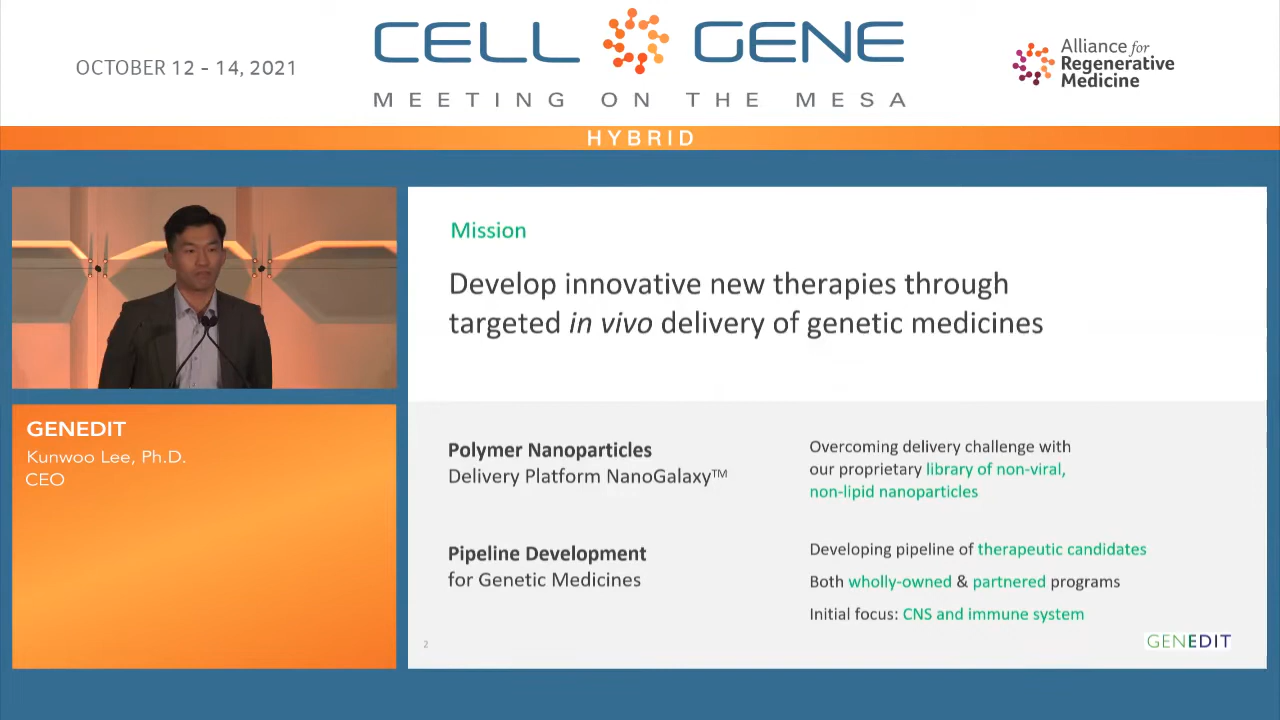 OCTOBER 12 - 14, 2021
CELL GENE
MEETING ON THE MESA
Alliance for
Regenerative
Medicine
HYBRID
GENEDIT
Kunwoo Lee, Ph.D.
CEO
Mission
Develop innovative new therapies through
targeted in vivo delivery of genetic medicines
Polymer Nanoparticles
Delivery Platform NanoGalaxy™
Overcoming delivery challenge with
our proprietary library of non-viral,
non-lipid nanoparticles
Pipeline Development
for Genetic Medicines
Developing pipeline of therapeutic candidates
Both wholly-owned & partnered programs
Initial focus: CNS and immune system
2
GENEDIT